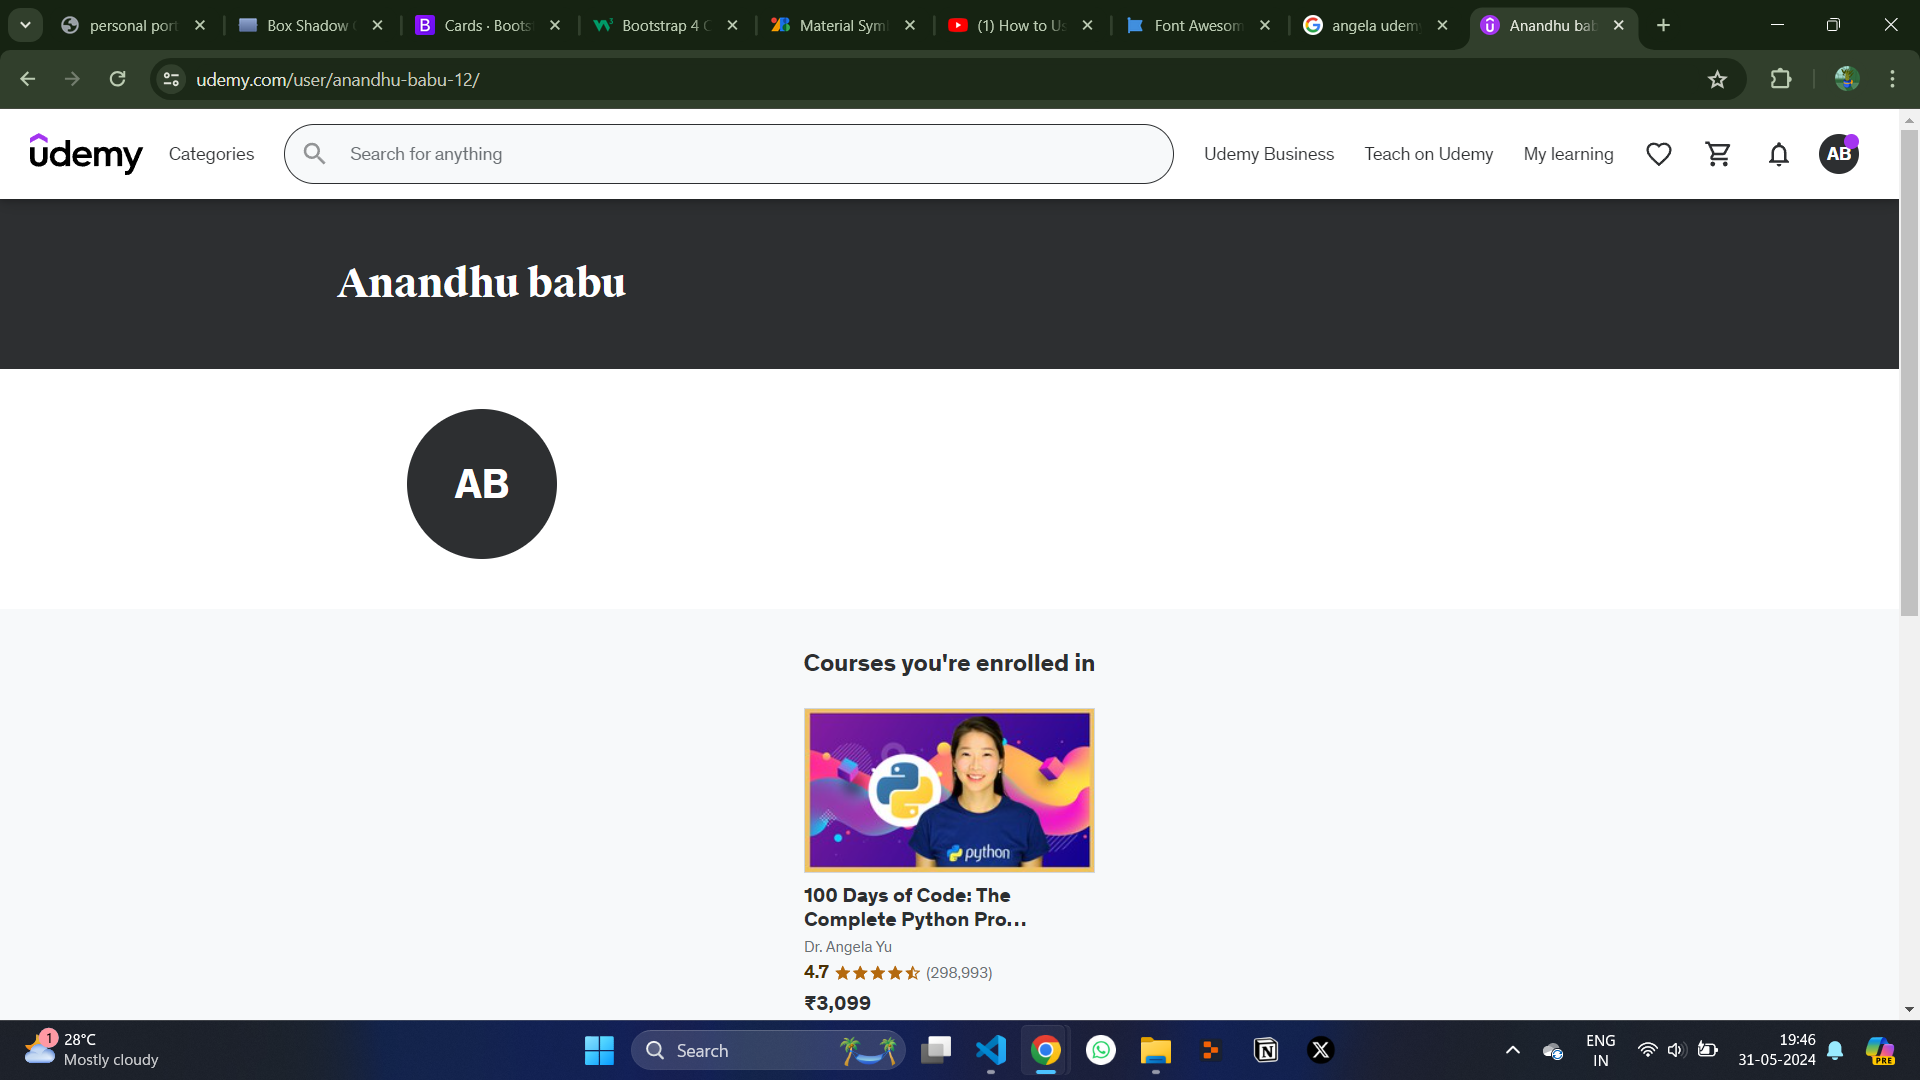 personal port
Box Shadow
Cards · Boots
Bootstrap 4 C
Material Sym
(1) How to Us
Font Awesom
angela udem
Anandhu bab
udemy.com/user/anandhu-babu-12/
udemy
Categories
Search for anything
Udemy Business
Teach on Udemy
My learning
AB
Anandhu babu
AB
Courses you're enrolled in
python
100 Days of Code: The
Complete Python Pro...
Dr. Angela Yu
4.7
(298,993)
₹3,099
1
28°C
Mostly cloudy
Search
ENG
IN
19:46
31-05-2024
PRE